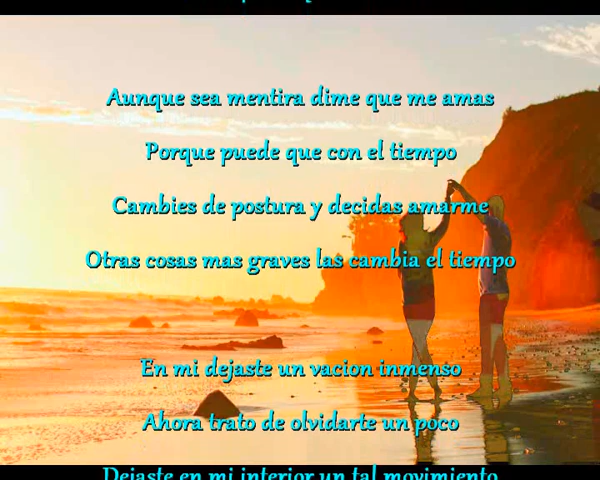 Aunque sea mentira dime que me amas
Porque puede que con el tiempo
Cambies de postura y decidas amarme
Otras cosas mas graves las cambia el tiempo
En mi dejaste un vacion inmenso
Ahora trato de olvidarte un poco
Dejaste en mi interior un tal movimiento